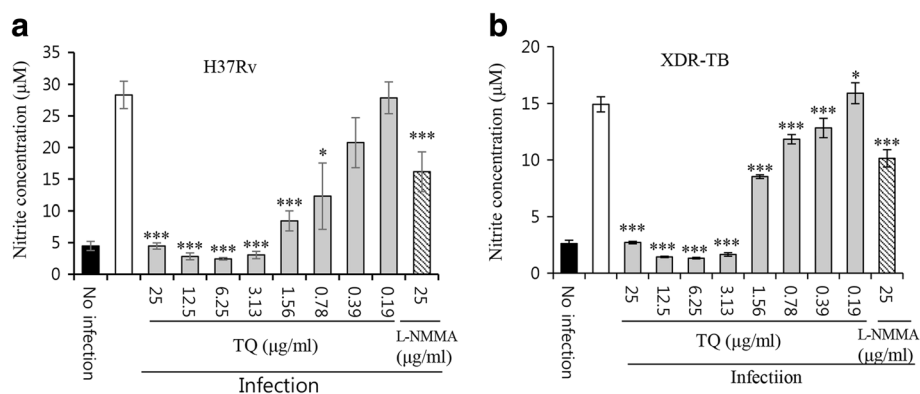 a
H37Rv
Nitrite concentration (μM)
35
30
25
20
15
10
5
0
***
***
***
***
***
*
***
No infection
25
12.5
6.25
3.13
1.56
0.78
0.39
0.19
25
TQ (μg/ml)
L-NMMA
(μg/ml)
Infection
b
XDR-TB
Nitrite concentration (μM)
20
15
10
5
0
***
***
***
***
***
***
***
*
***
No infection
25
12.5
6.25
3.13
1.56
0.78
0.39
0.19
25
TQ (μg/ml)
L-NMMA
(μg/ml)
Infectiion